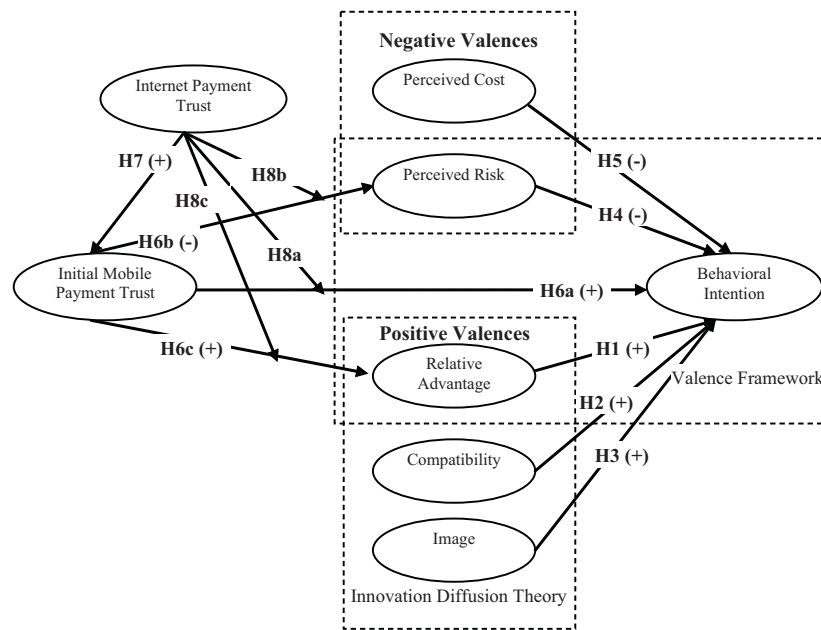 Negative Valences
Perceived Cost
Internet Payment
Trust
H7 (+)
H8b
H8c
H5 (-)
Perceived Risk
H4 (-)
H6b (-)
H8a
Initial Mobile
Payment Trust
Behavioral
Intention
H6a (+)
Positive Valences
H6c (+)
H1 (+)
Relative
Advantage
Valence Framework
H2 (+)
Compatibility
H3 (+)
Image
Innovation Diffusion Theory